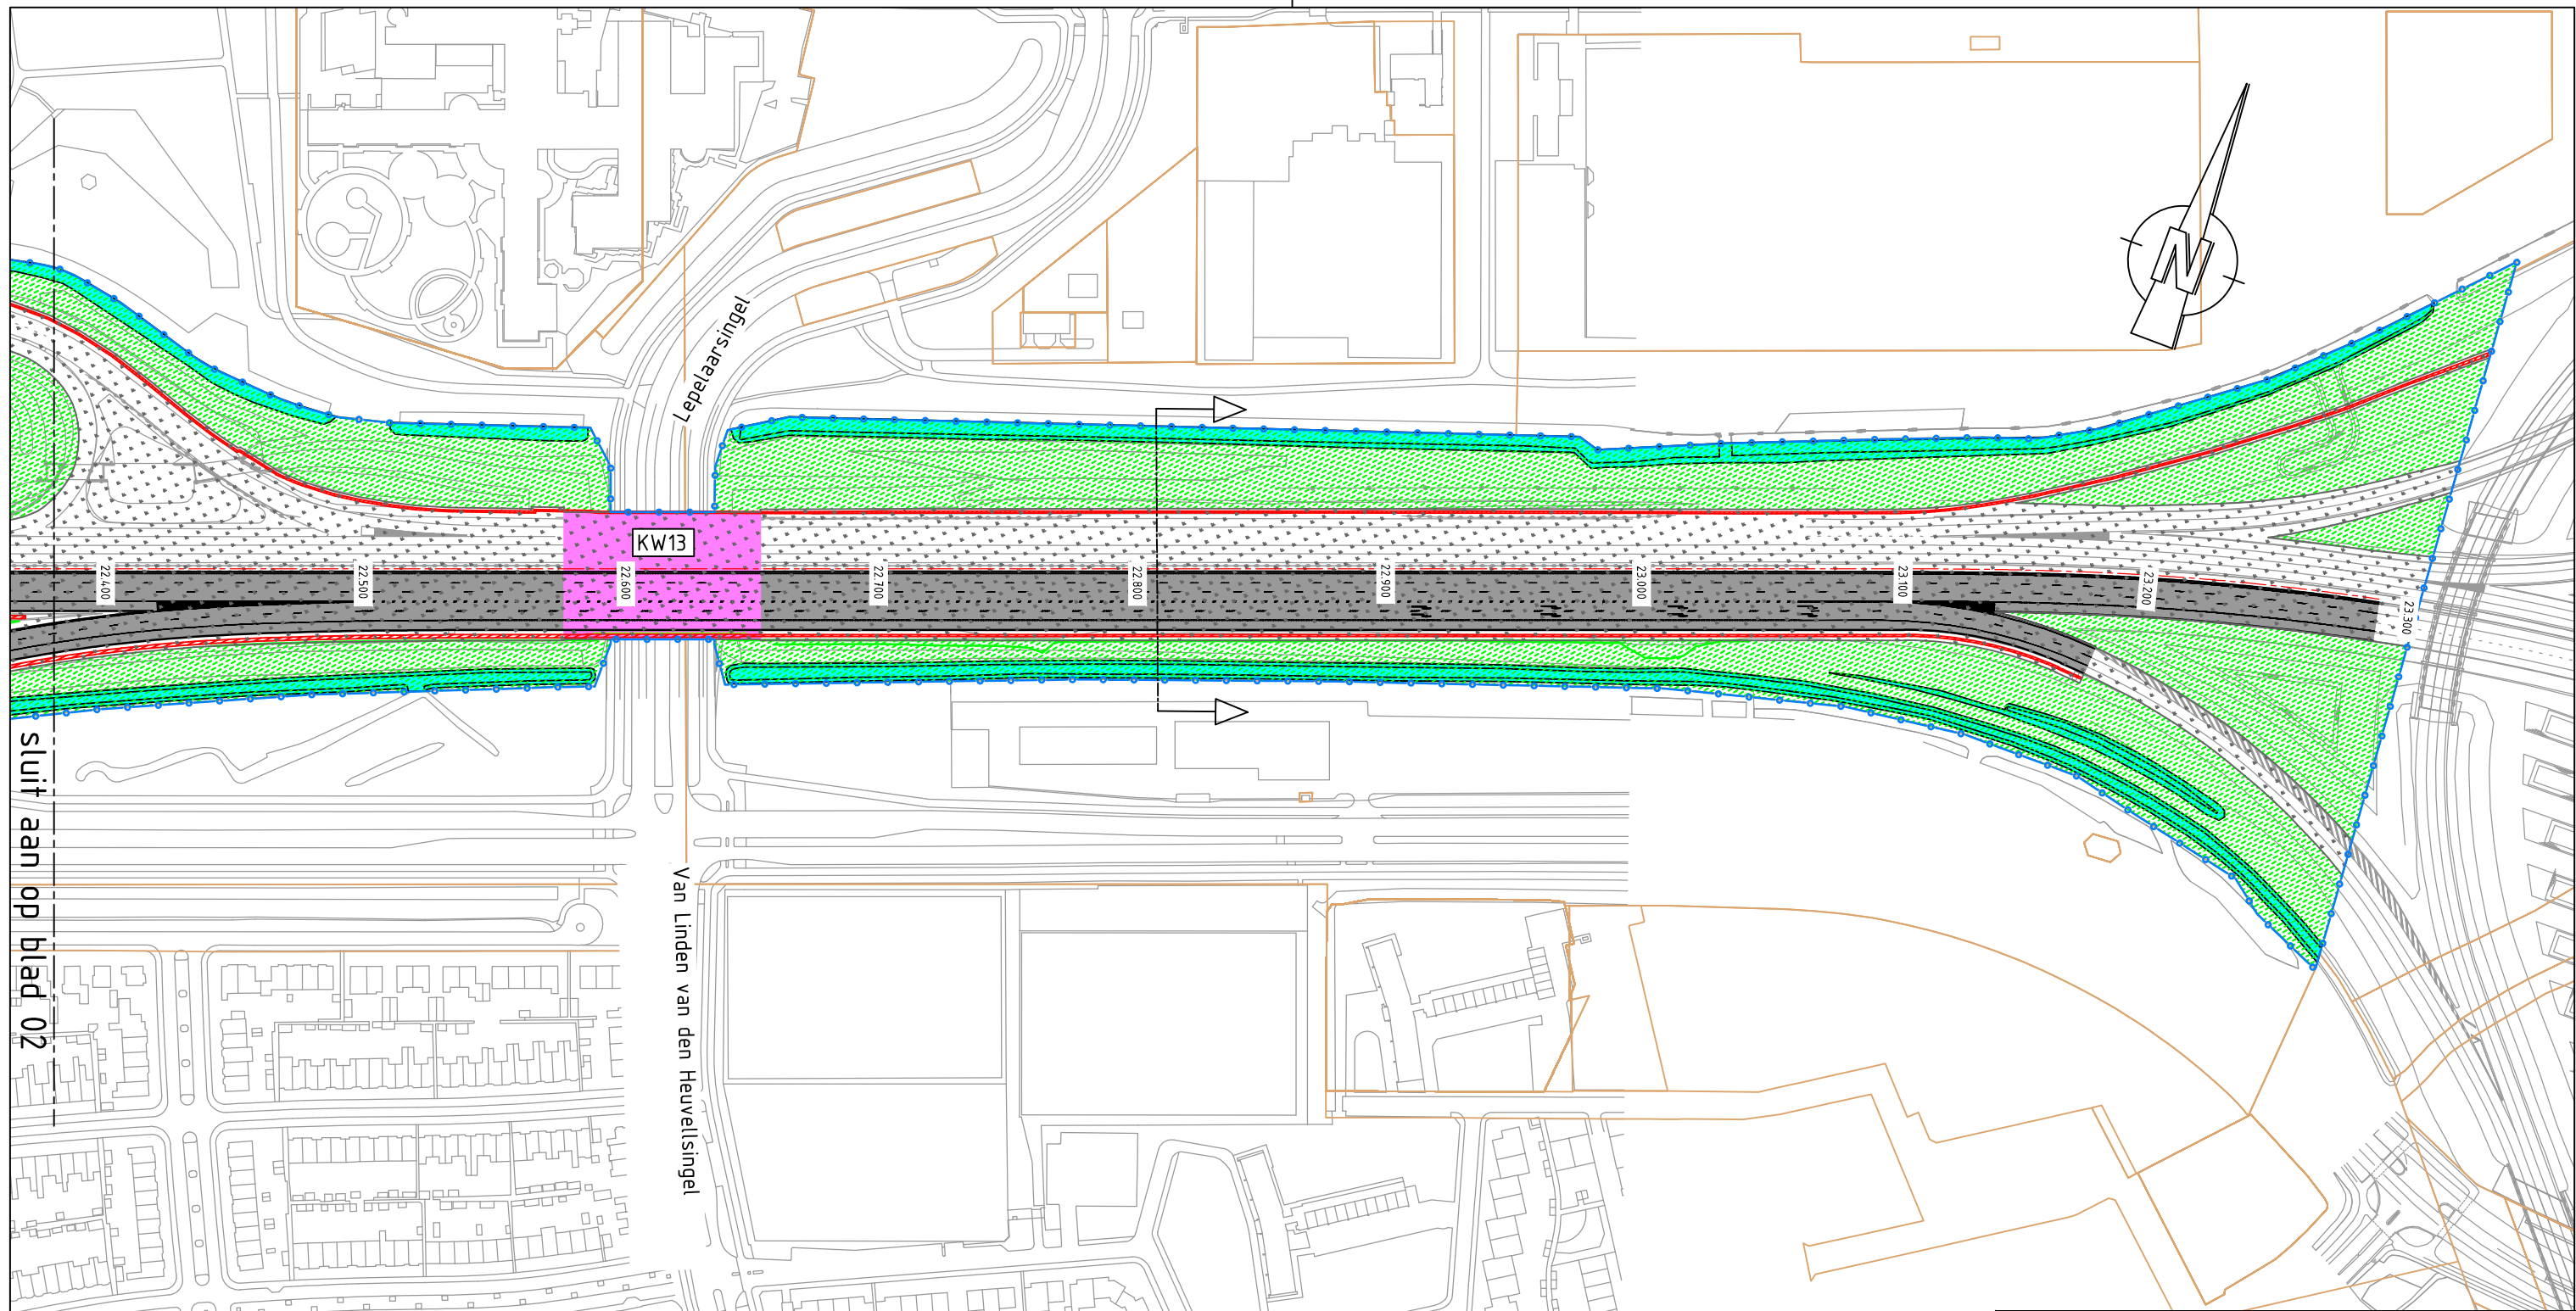 N
Lepelaarsingel
KW13
22.400
22.500
22.600
22.700
22.800
22.900
23.000
23.100
23.200
23.300
sluit aan op blad 02
Van Linden van den Heuvellsingel